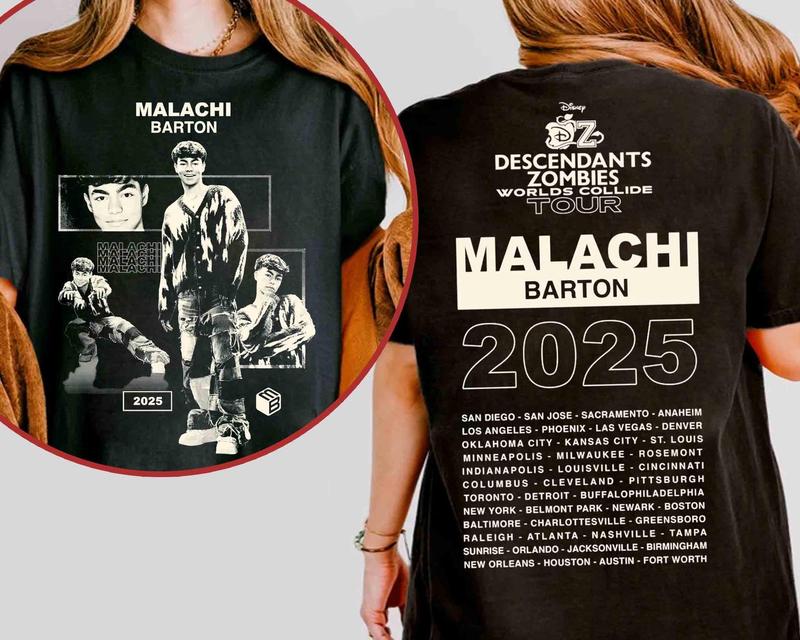 MALACHI
BARTON
MALACHI
MALACHI
MALACHI
MALACHI
2025
MB
Disney
DZ
DESCENDANTS
ZOMBIES
WORLDS COLLIDE
TOUR
MALACHI
BARTON
2025
SAN DIEGO - SAN JOSE - SACRAMENTO - ANAHEIM
LOS ANGELES - PHOENIX - LAS VEGAS - DENVER
OKLAHOMA CITY - KANSAS CITY - ST. LOUIS
MINNEAPOLIS - MILWAUKEE - ROSEMONT
INDIANAPOLIS - LOUISVILLE - CINCINNATI
COLUMBUS - CLEVELAND - PITTSBURGH
TORONTO - DETROIT - BUFFALOPHILADELPHIA
NEW YORK - BELMONT PARK - NEWARK - BOSTON
BALTIMORE - CHARLOTTESVILLE - GREENSBORO
RALEIGH - ATLANTA - NASHVILLE - TAMPA
SUNRISE - ORLANDO - JACKSONVILLE - BIRMINGHAM
NEW ORLEANS - HOUSTON - AUSTIN - FORT WORTH